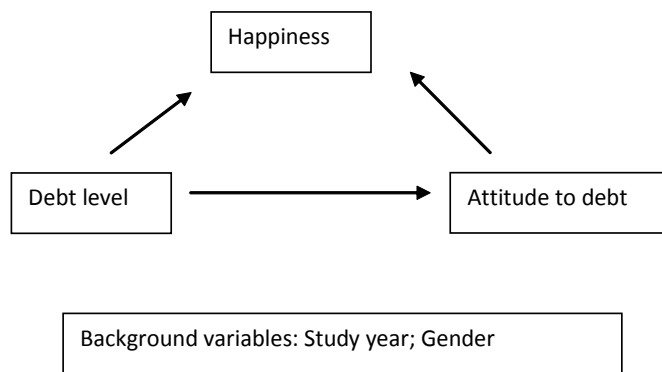 Happiness
Debt level
Attitude to debt
Background variables: Study year; Gender